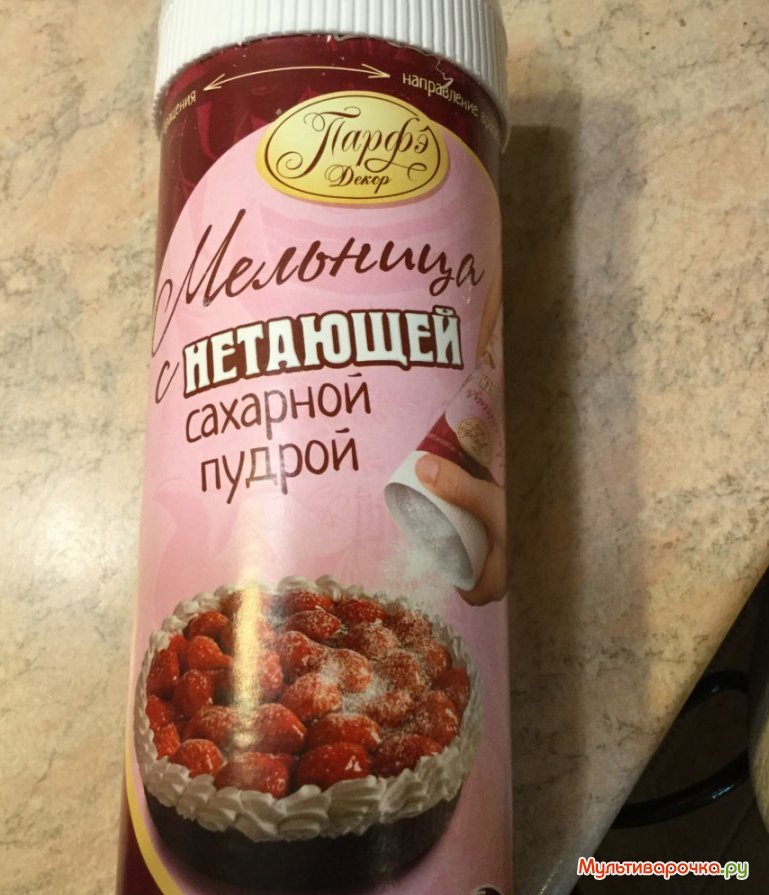 направление
Парфэ
Декор
Мельница
с НЕТАЮЩЕЙ
сахарной
пудрой
Мультиварочка.ру